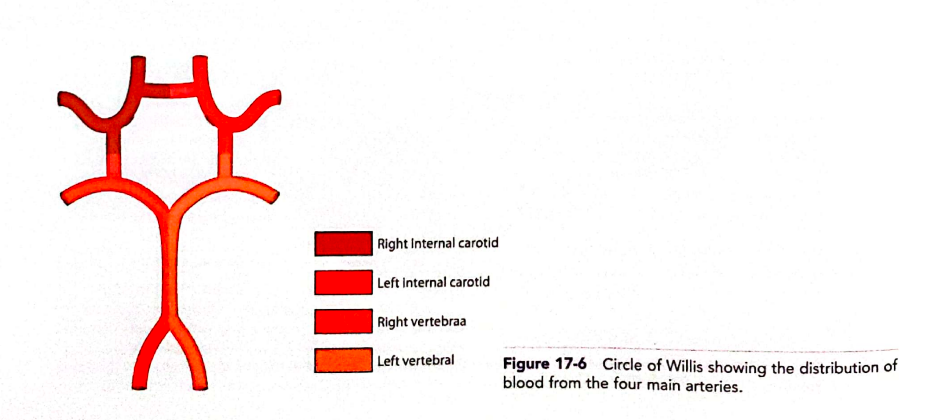 Right Internal carotid
Left Internal carotid
Right vertebraa
Left vertebral
Figure 17-6 Circle of Willis showing the distribution of
blood from the four main arteries.